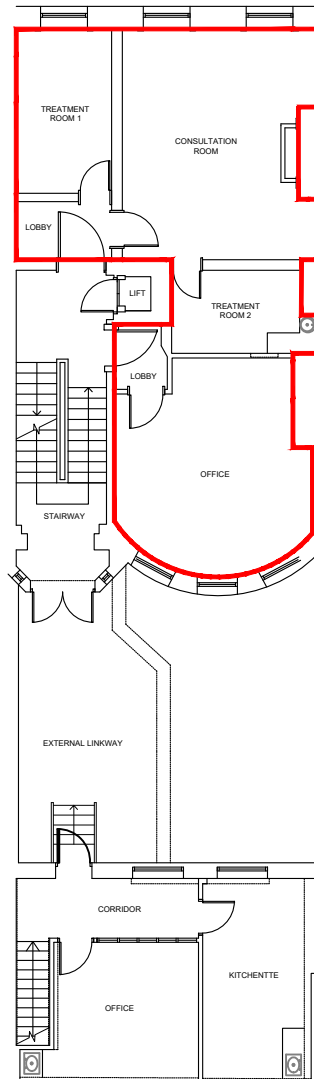 TREATMENT
ROOM 1
CONSULTATION
ROOM
LOBBY
LIFT
TREATMENT
ROOM 2
LOBBY
OFFICE
STAIRWAY
EXTERNAL LINKWAY
CORRIDOR
KITCHENTTE
OFFICE